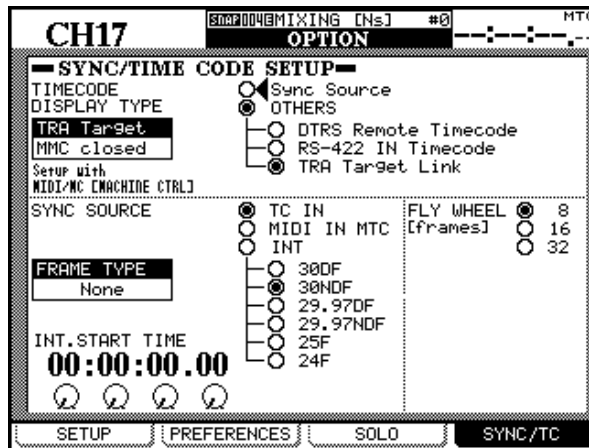 CH17
SNAP004 MIXING [Ns] #0
OPTION
MTC
--:--:--.-
SYNC/TIME CODE SETUP
TIMECODE
DISPLAY TYPE
Sync Source
OTHERS
TRA Target
MMC closed
DTRS Remote Timecode
RS-422 IN Timecode
TRA Target Link
Setup with
MIDI/MC [MACHINE CTRL]
SYNC SOURCE
TC IN
MIDI IN MTC
INT
FLY WHEEL
[frames]
8
16
32
FRAME TYPE
None
30DF
30NDF
29.97DF
29.97NDF
25F
24F
INT.START TIME
00:00:00.00
SETUP
PREFERENCES
SOLO
SYNC/TC